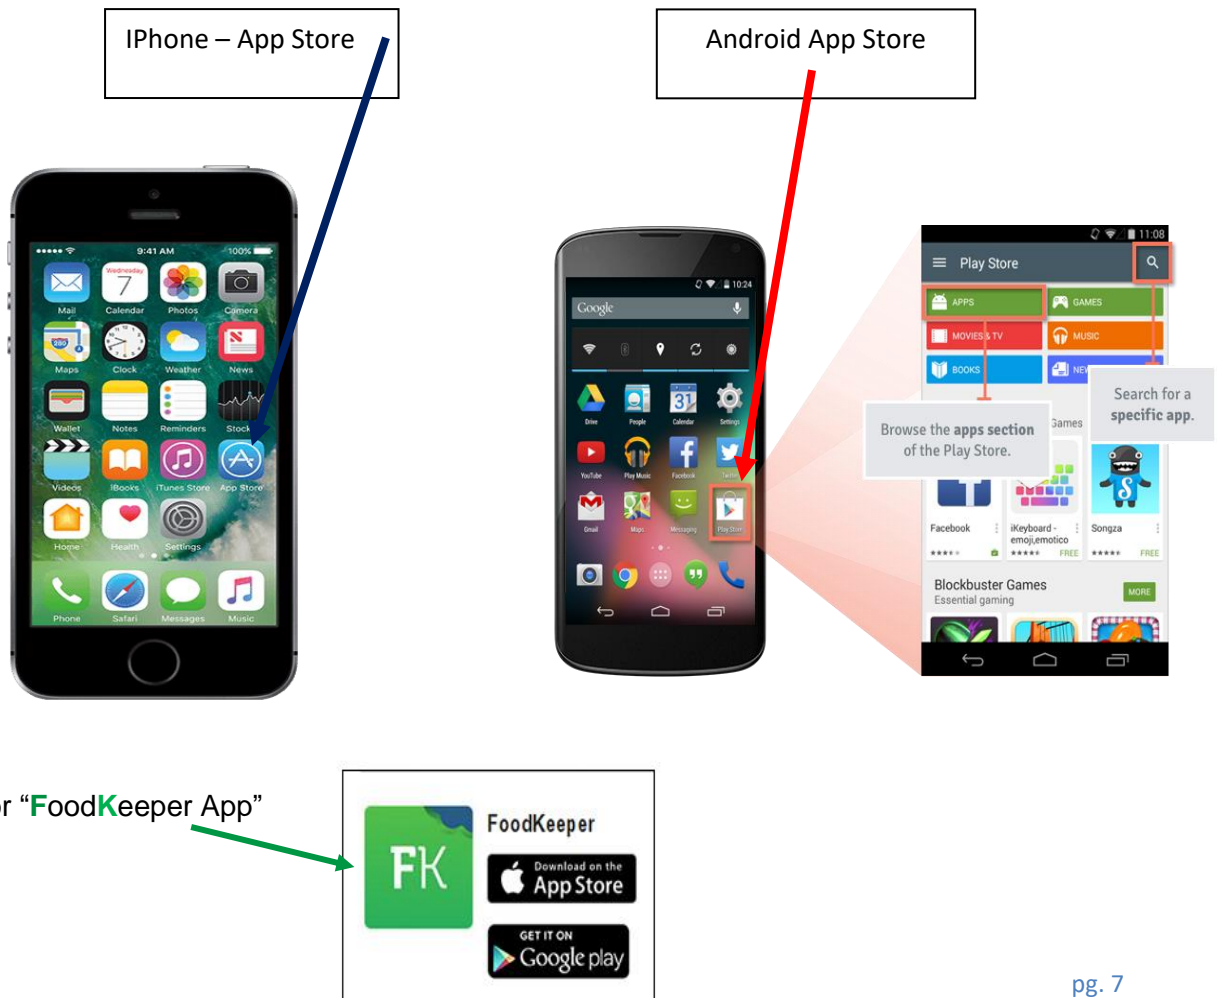 IPhone – App Store
Android App Store
9:41 AM
100%
Wednesday
7
Mail
Calendar
Photos
Camera
280
Maps
Clock
Weather
News
Wallet
Notes
Reminders
Stock
Videos
iBooks
iTunes Store
App Store
Home
Health
Settings
Phone
Safari
Messages
Music
10:24
Google
31
Drive
People
Calendar
Settings
YouTube
Play Music
Facebook
Twitter
Gmail
Maps
Messaging
Play Store
11:08
Play Store
APPS
GAMES
MOVIES & TV
MUSIC
BOOKS
NEW
Search for a
specific app.
Games
Browse the apps section
of the Play Store.
Facebook
iKeyboard -
emoji,emotico
Songza
FREE
FREE
Blockbuster Games
Essential gaming
MORE
or “FoodKeeper App”
FK
FoodKeeper
Download on the
App Store
GET IT ON
Google play
pg. 7